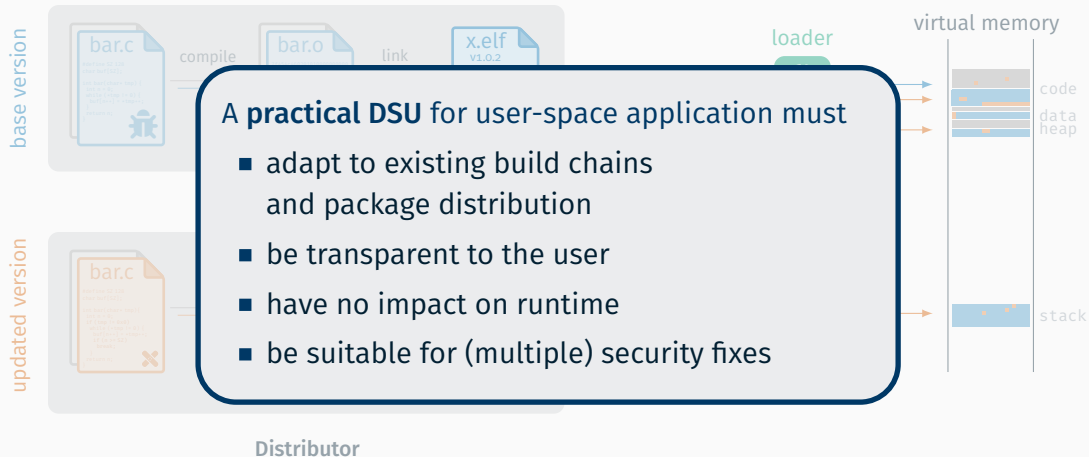 virtual memory
base version
bar.c
compile
bar.o
link
x.elf
v1.0.2
loader
code
data
heap
A practical DSU for user-space application must
adapt to existing build chains
and package distribution
be transparent to the user
have no impact on runtime
be suitable for (multiple) security fixes
updated version
bar.c
stack
Distributor